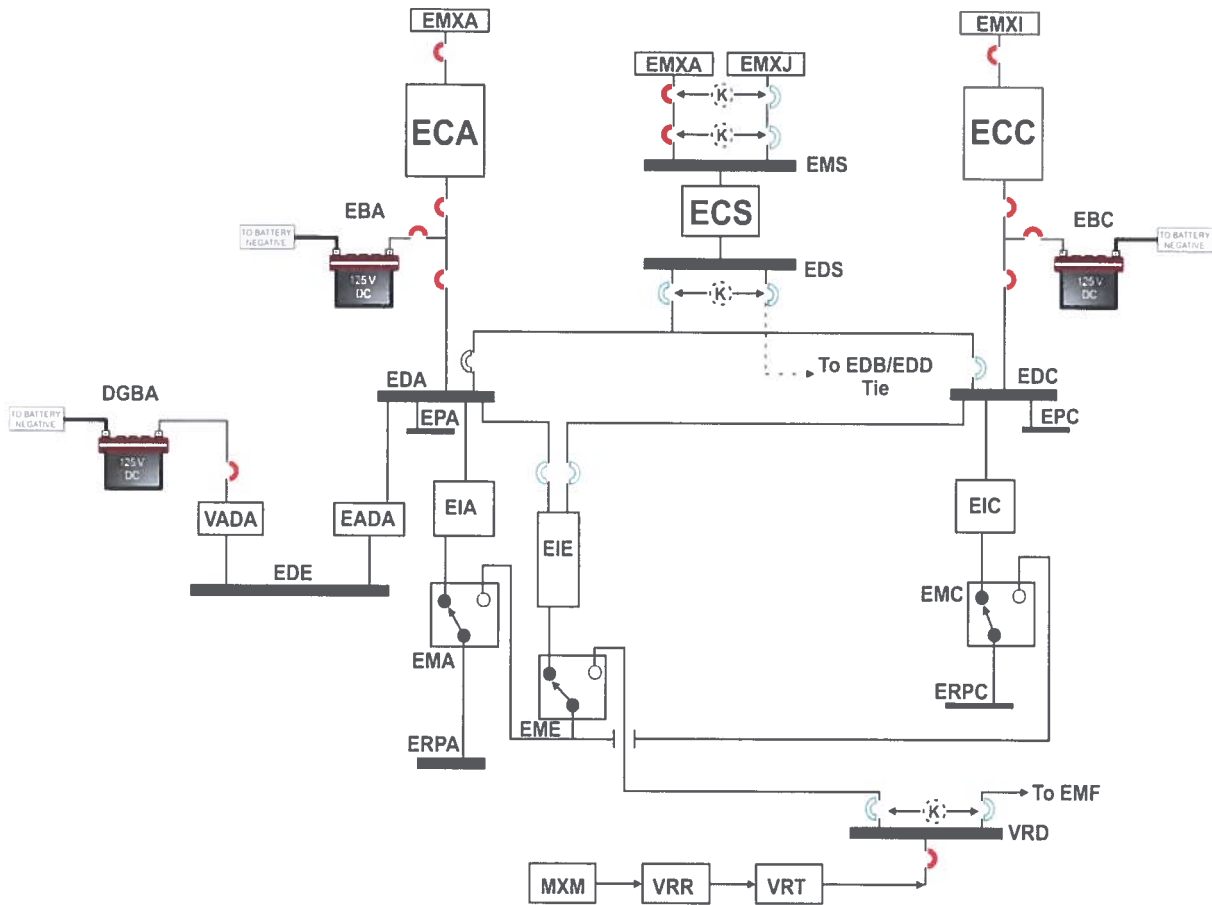 EMXA
EMXI
EMXA
EMXJ
K
K
ECA
ECC
EMS
EBA
ECS
EBC
TO BATTERY
NEGATIVE
TO BATTERY
NEGATIVE
125 V
DC
EDS
125 V
DC
K
To EDB/EDD
Tie
EDA
EDC
DGBA
TO BATTERY
NEGATIVE
EPA
EPC
125 V
DC
VADA
EADA
EIA
EIE
EIC
EDE
EMC
EMA
EME
ERPC
ERPA
K
To EMF
VRD
MXM
VRR
VRT